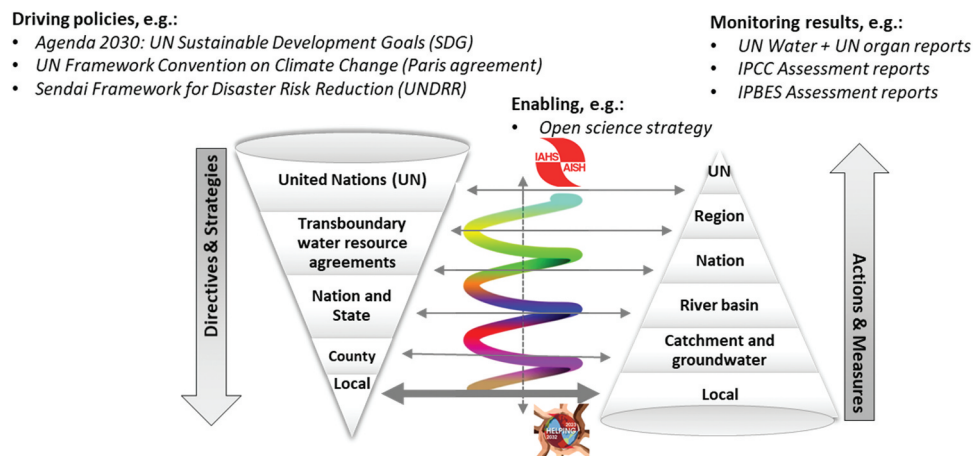 Driving policies, e.g.:
• Agenda 2030: UN Sustainable Development Goals (SDG)
• UN Framework Convention on Climate Change (Paris agreement)
• Sendai Framework for Disaster Risk Reduction (UNDRR)
Monitoring results, e.g.:
• UN Water + UN organ reports
• IPCC Assessment reports
• IPBES Assessment reports
Enabling, e.g.:
• Open science strategy
IAHS
AISH
Directives & Strategies
United Nations (UN)
Transboundary
water resource
agreements
Nation and
State
County
Local
UN
Region
Nation
River basin
Catchment and
groundwater
Local
Actions & Measures
HELPING
2023
2032